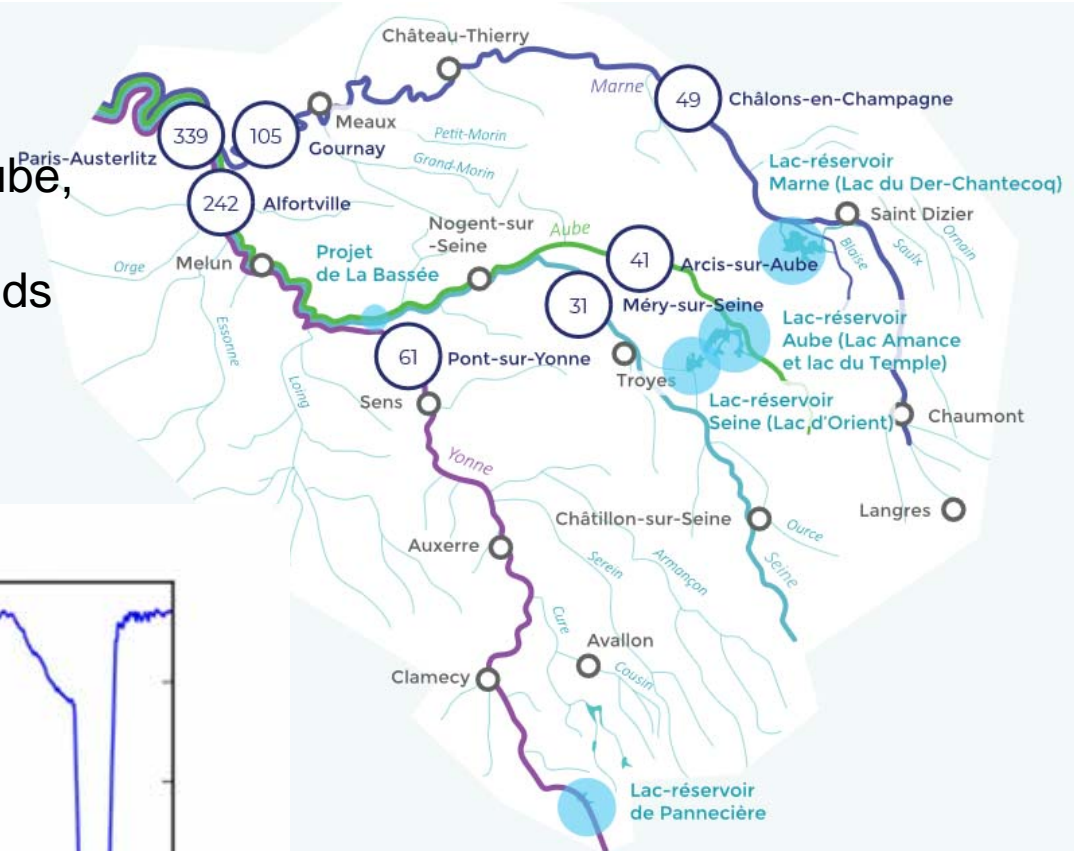 Château-Thierry
Marne
49
Châlons-en-Champagne
Meaux
339
105
Gournay
Petit-Morin
Grand-Morin
Paris-Austerlitz
ube,
Lac-réservoir
Marne (Lac du Der-Chantecoq)
242
Alfortville
Saint Dizier
Nogent-sur
-Seine
Aube
Blaise
Saulx
Ornain
Projet
de La Bassée
41
Arcis-sur-Aube
Orge
Melun
ds
31
Méry-sur-Seine
Lac-réservoir
Aube (Lac Amance
et lac du Temple)
Essonne
61
Pont-sur-Yonne
Troyes
Loing
Sens
Lac-réservoir
Seine (Lac d'Orient)
Chaumont
Yonne
Châtillon-sur-Seine
Langres
Ource
Auxerre
Serein
Armançon
Seine
Cure
Avallon
Cousin
Clamecy
Lac-réservoir
de Pannecière